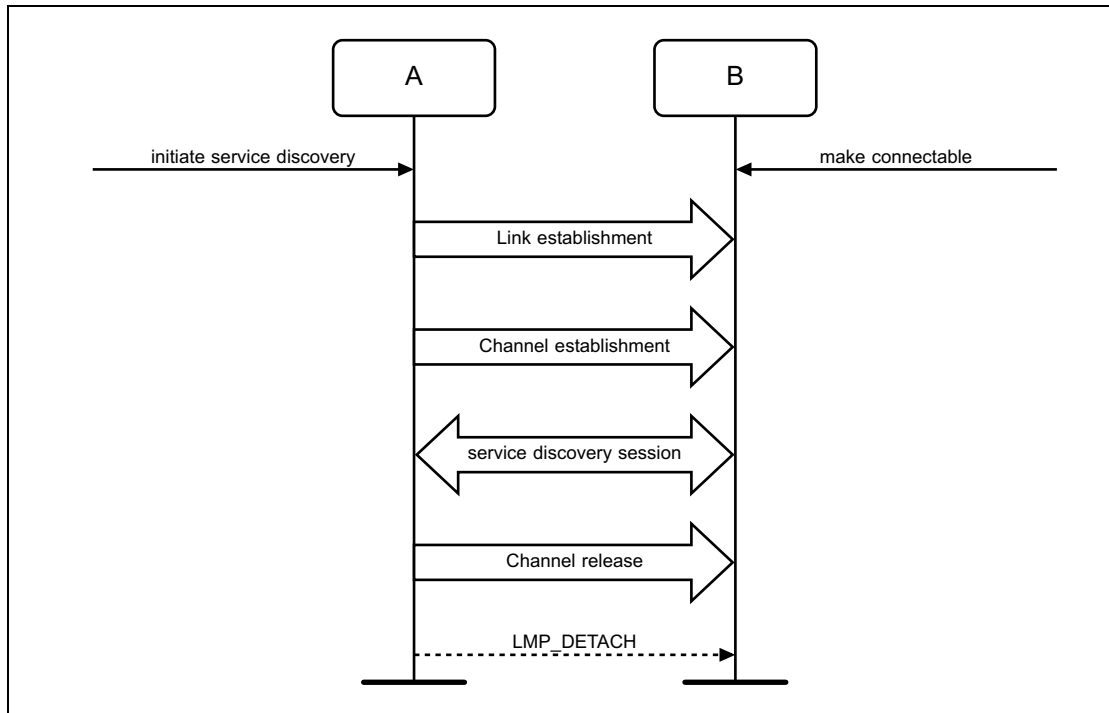 A
B
initiate service discovery
make connectable
Link establishment
Channel establishment
service discovery session
Channel release
LMP_DETACH